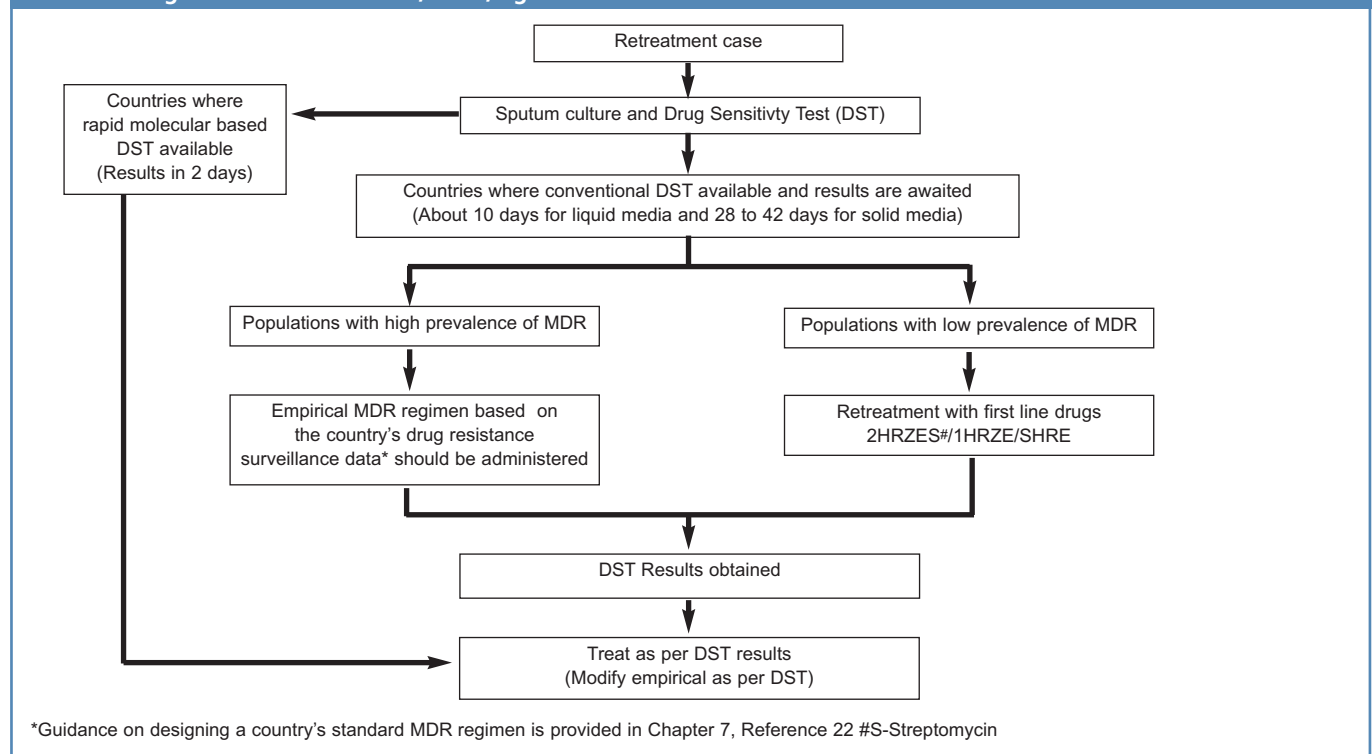 Retreatment case
Sputum culture and Drug Sensitivty Test (DST)
Countries where
rapid molecular based
DST available
(Results in 2 days)
Countries where conventional DST available and results are awaited
(About 10 days for liquid media and 28 to 42 days for solid media)
Populations with high prevalence of MDR
Populations with low prevalence of MDR
Empirical MDR regimen based on
the country's drug resistance
surveillance data* should be administered
Retreatment with first line drugs
2HRZES#/1HRZE/SHRE
DST Results obtained
Treat as per DST results
(Modify empirical as per DST)
*Guidance on designing a country's standard MDR regimen is provided in Chapter 7, Reference 22 #S-Streptomycin